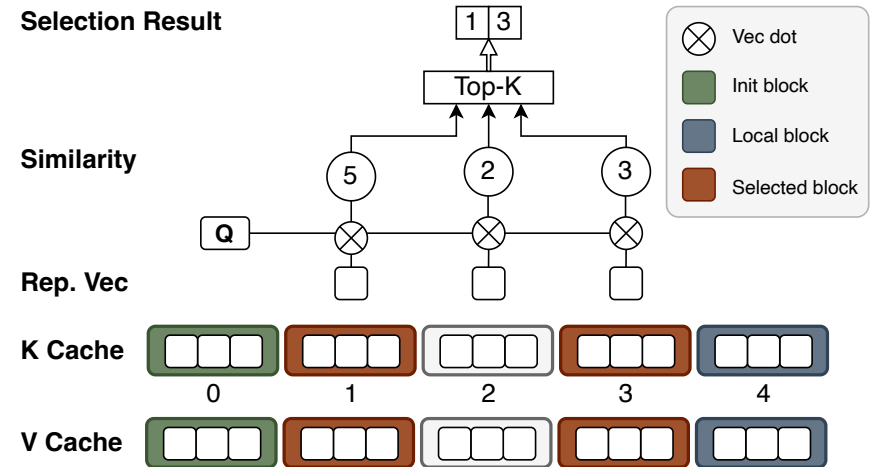 Selection Result
1 3
Top-K
Vec dot
Init block
Local block
Selected block
Similarity
5 2 3
Q
Rep. Vec
K Cache
0 1 2 3 4
V Cache